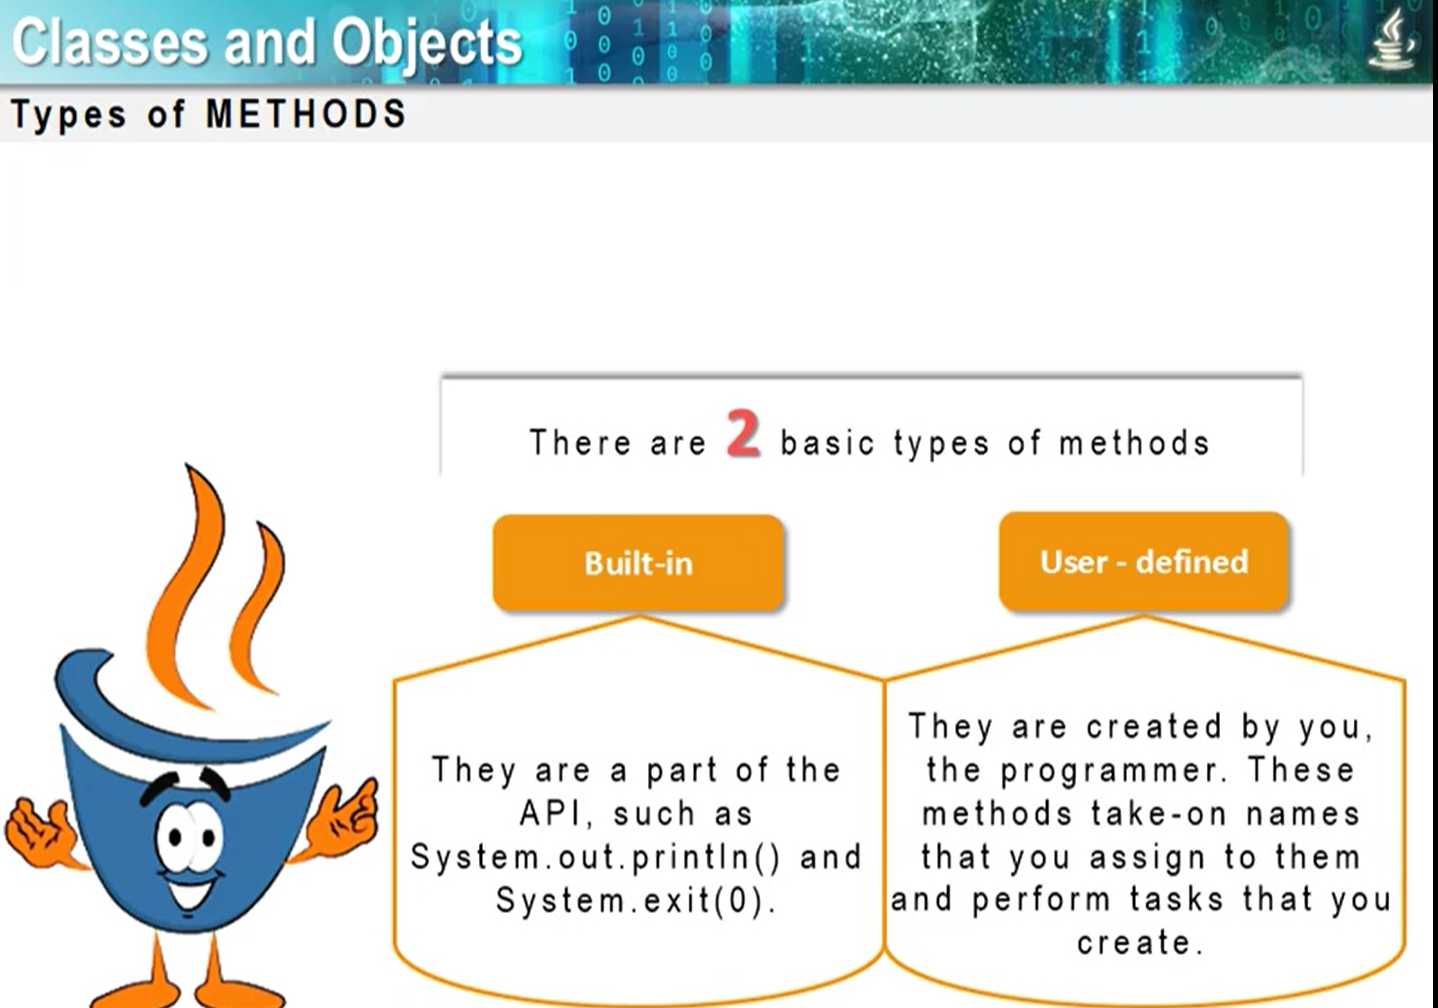 Classes and Objects
Types of METHODS
There are 2 basic types of methods
Built-in
They are a part of the
API, such as
System.out.println() and
System.exit(0).
User - defined
They are created by you,
the programmer. These
methods take-on names
that you assign to them
and perform tasks that you
create.